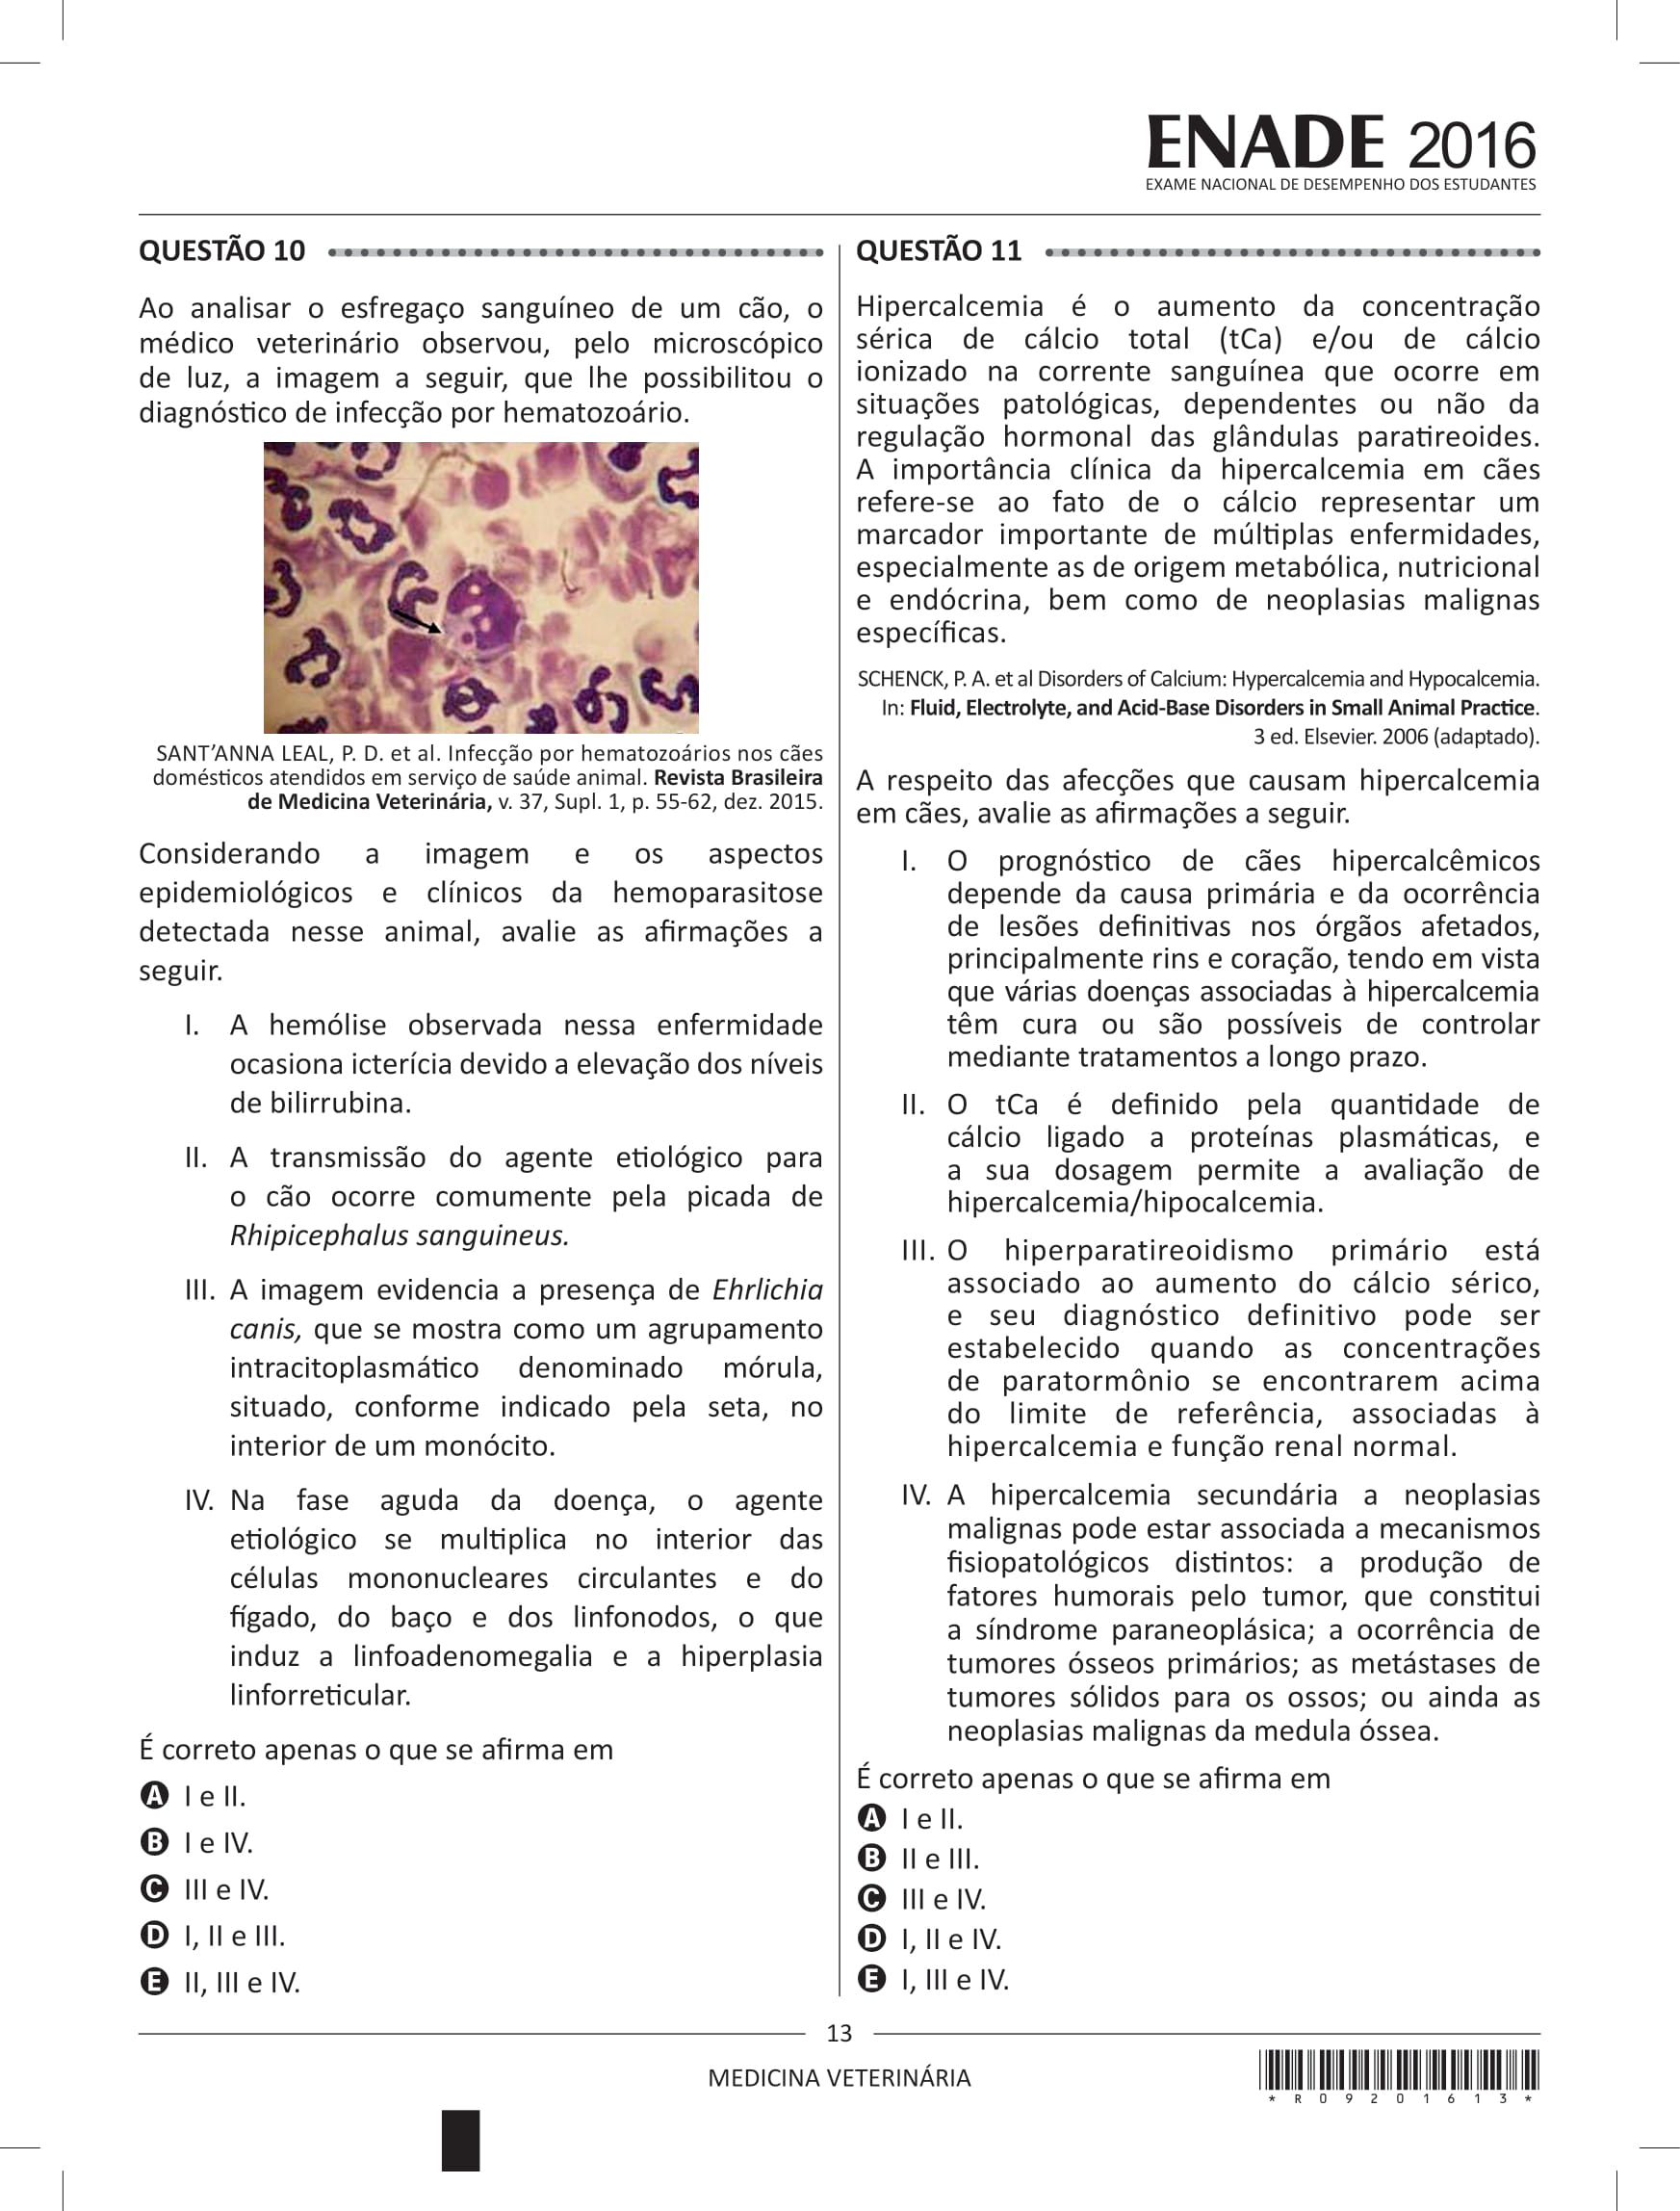 ENADE 2016
EXAME NACIONAL DE DESEMPENHO DOS ESTUDANTES
QUESTÃO 10
Ao analisar o esfregaço sanguíneo de um cão, o
médico veterinário observou, pelo microscópico
de luz, a imagem a seguir, que lhe possibilitou o
diagnóstico de infecção por hematozoário.
SANT'ANNA LEAL, P. D. et al. Infecção por hematozoários nos cães
domésticos atendidos em serviço de saúde animal. Revista Brasileira
de Medicina Veterinária, v. 37, Supl. 1, p. 55-62, dez. 2015.
Considerando a imagem e os aspectos
epidemiológicos e clínicos da hemoparasitose
detectada nesse animal, avalie as afirmações a
seguir.
I. A hemólise observada nessa enfermidade
ocasiona icterícia devido a elevação dos níveis
de bilirrubina.
II. A transmissão do agente etiológico para
o cão ocorre comumente pela picada de
Rhipicephalus sanguineus.
III. A imagem evidencia a presença de Ehrlichia
canis, que se mostra como um agrupamento
intracitoplasmático denominado mórula,
situado, conforme indicado pela seta, no
interior de um monócito.
IV. Na fase aguda da doença, o agente
etiológico se multiplica no interior das
células mononucleares circulantes e do
fígado, do baço e dos linfonodos, o que
induz a linfoadenomegalia e a hiperplasia
linforreticular.
É correto apenas o que se afirma em
A I e II.
B I e IV.
C III e IV.
D I, II e III.
E II, III e IV.
QUESTÃO 11
Hipercalcemia é o aumento da concentração
sérica de cálcio total (tCa) e/ou de cálcio
ionizado na corrente sanguínea que ocorre em
situações patológicas, dependentes ou não da
regulação hormonal das glândulas paratireoides.
A importância clínica da hipercalcemia em cães
refere-se ao fato de o cálcio representar um
marcador importante de múltiplas enfermidades,
especialmente as de origem metabólica, nutricional
e endócrina, bem como de neoplasias malignas
específicas.
SCHENCK, P. A. et al Disorders of Calcium: Hypercalcemia and Hypocalcemia.
In: Fluid, Electrolyte, and Acid-Base Disorders in Small Animal Practice.
3 ed. Elsevier. 2006 (adaptado).
A respeito das afecções que causam hipercalcemia
em cães, avalie as afirmações a seguir.
I. O prognóstico de cães hipercalcêmicos
depende da causa primária e da ocorrência
de lesões definitivas nos órgãos afetados,
principalmente rins e coração, tendo em vista
que várias doenças associadas à hipercalcemia
têm cura ou são possíveis de controlar
mediante tratamentos a longo prazo.
II. O tCa é definido pela quantidade de
cálcio ligado a proteínas plasmáticas, e
a sua dosagem permite a avaliação de
hipercalcemia/hipocalcemia.
III. O hiperparatireoidismo primário está
associado ao aumento do cálcio sérico,
e seu diagnóstico definitivo pode ser
estabelecido quando as concentrações
de paratormônio se encontrarem acima
do limite de referência, associadas à
hipercalcemia e função renal normal.
IV. A hipercalcemia secundária a neoplasias
malignas pode estar associada a mecanismos
fisiopatológicos distintos: a produção de
fatores humorais pelo tumor, que constitui
a síndrome paraneoplásica; a ocorrência de
tumores ósseos primários; as metástases de
tumores sólidos para os ossos; ou ainda as
neoplasias malignas da medula óssea.
É correto apenas o que se afirma em
A I e II.
B II e III.
C III e IV.
D I, II e IV.
E I, III e IV.
13
MEDICINA VETERINÁRIA
* R 0 9 2 0 1 6 1 3 *